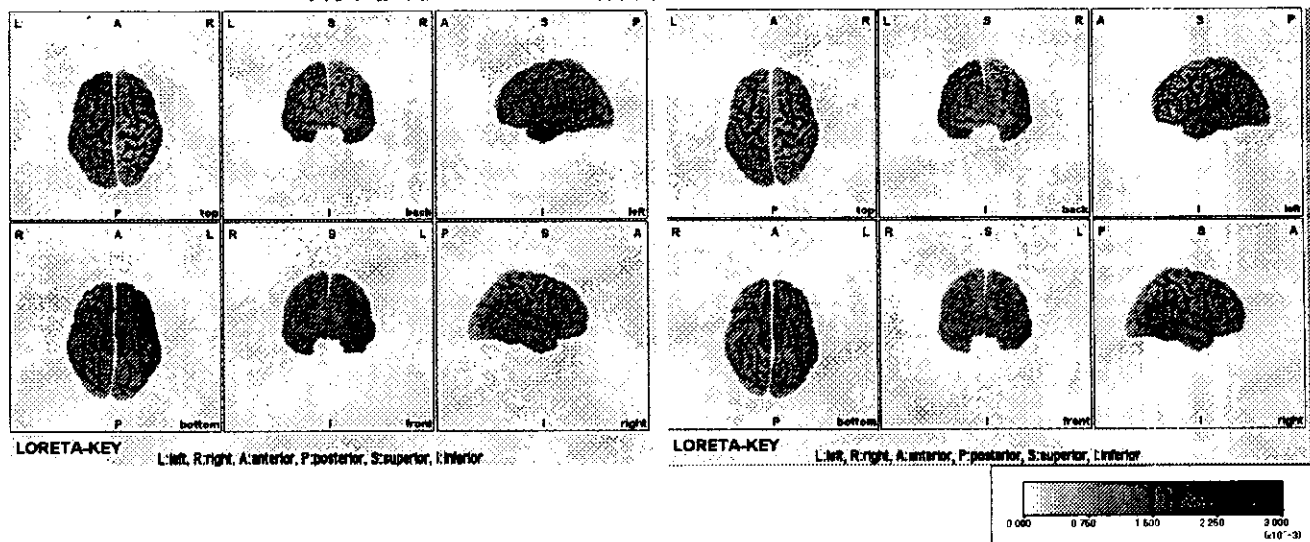 L A R L S R A S P L A R L S R A S P
P top I back I left P top I back I left
R A L R S L P S A R A L R S L P S A
P bottom I front I right P bottom I front I right
LORETA-KEY
L:left, R:right, A:anterior, P:posterior, S:superior, I:inferior
LORETA-KEY
L:left, R:right, A:anterior, P:posterior, S:superior, I:inferior
0.000 0.750 1.500 2.250 3.000
(x10^-3)